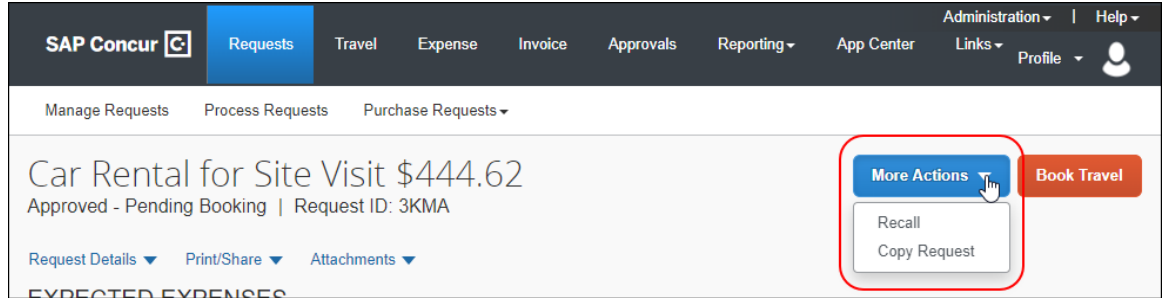 Administration | Help
SAP Concur C Requests Travel Expense Invoice Approvals Reporting App Center Links Profile
Manage Requests Process Requests Purchase Requests
Car Rental for Site Visit $444.62
More Actions Book Travel
Approved - Pending Booking | Request ID: 3KMA
Recall
Copy Request
Request Details Print/Share Attachments
EXPECTED EXPENSES